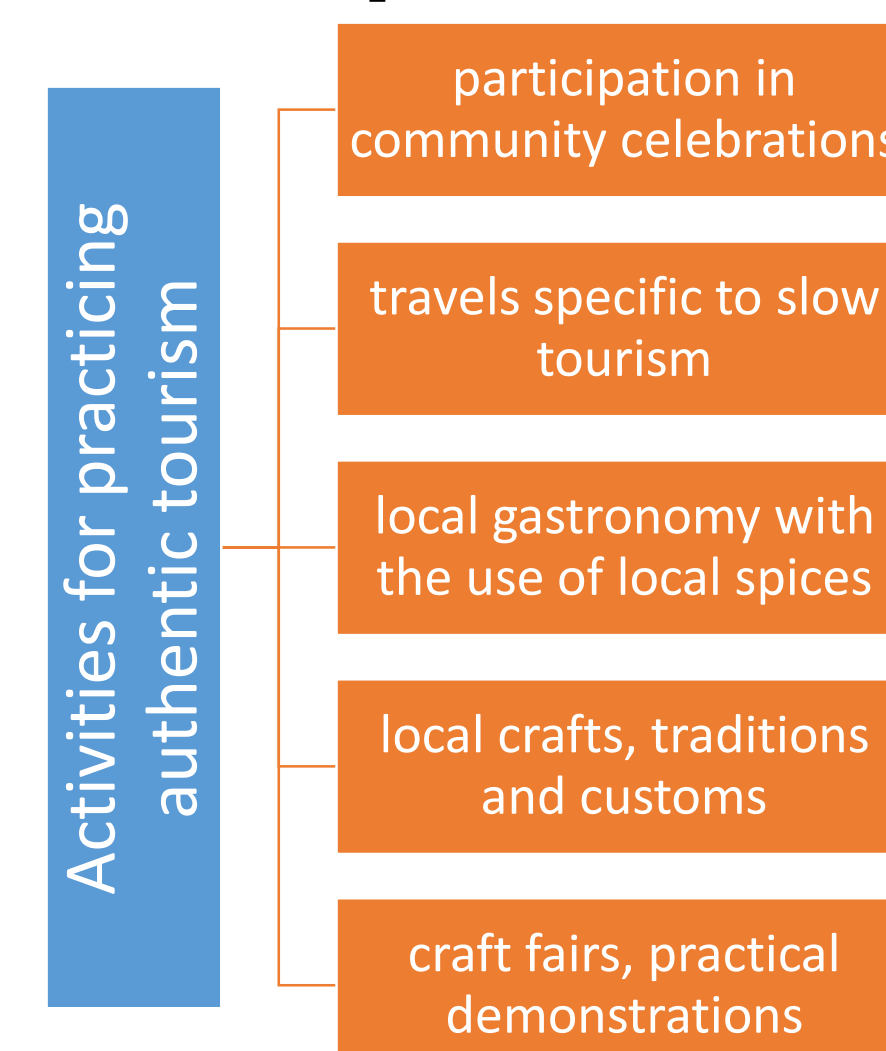 Activities for practicing
authentic tourism
participation in
community celebrations
travels specific to slow
tourism
local gastronomy with
the use of local spices
local crafts, traditions
and customs
craft fairs, practical
demonstrations